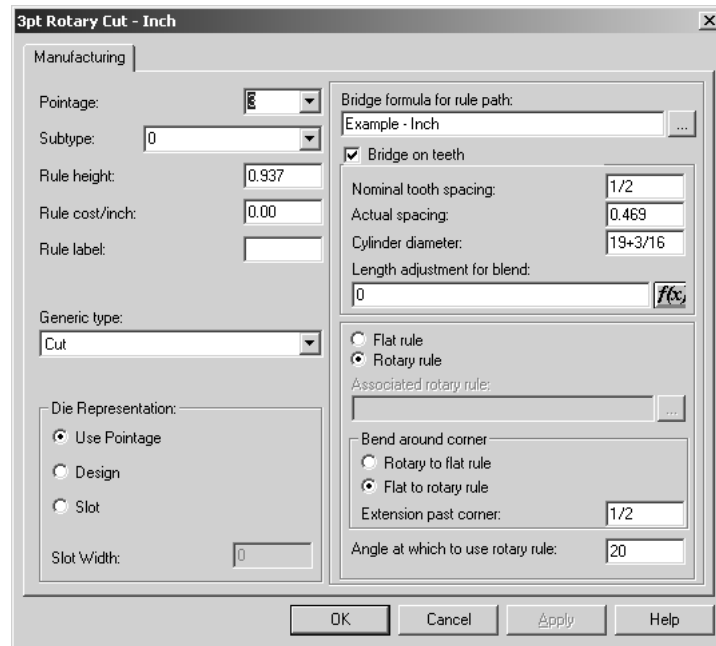 3pt Rotary Cut - Inch
Manufacturing
Pointage: 3
Subtype: 0
Rule height: 0.937
Rule cost/inch: 0.00
Rule label:
Generic type:
Cut
Die Representation:
Use Pointage
Design
Slot
Slot Width: 0
Bridge formula for rule path:
Example - Inch ...
Bridge on teeth
Nominal tooth spacing: 1/2
Actual spacing: 0.469
Cylinder diameter: 19+3/16
Length adjustment for blend:
0 f(x)
Flat rule
Rotary rule
Associated rotary rule:
...
Bend around corner
Rotary to flat rule
Flat to rotary rule
Extension past corner: 1/2
Angle at which to use rotary rule: 20
OK Cancel Apply Help